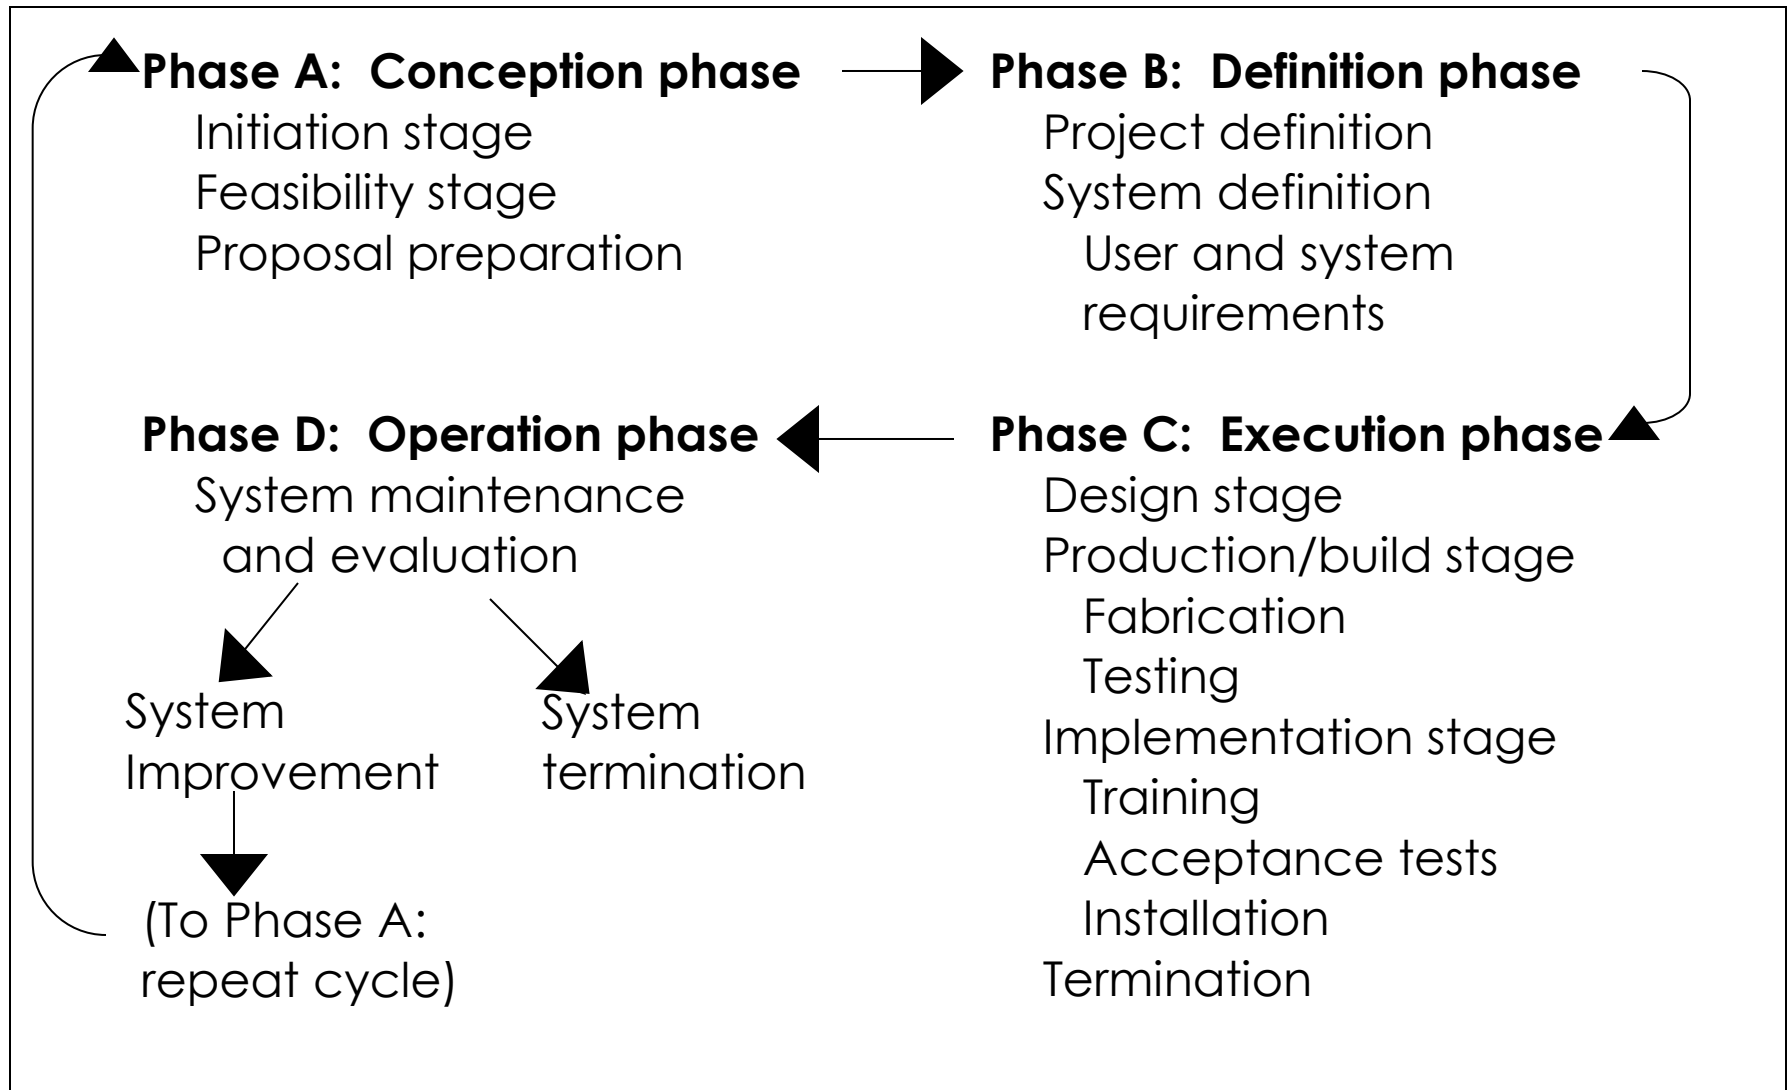 Phase A: Conception phase
Initiation stage
Feasibility stage
Proposal preparation
Phase B: Definition phase
Project definition
System definition
User and system
requirements
Phase C: Execution phase
Design stage
Production/build stage
Fabrication
Testing
Implementation stage
Training
Acceptance tests
Installation
Termination
Phase D: Operation phase
System maintenance
and evaluation
System
Improvement
System
termination
(To Phase A:
repeat cycle)